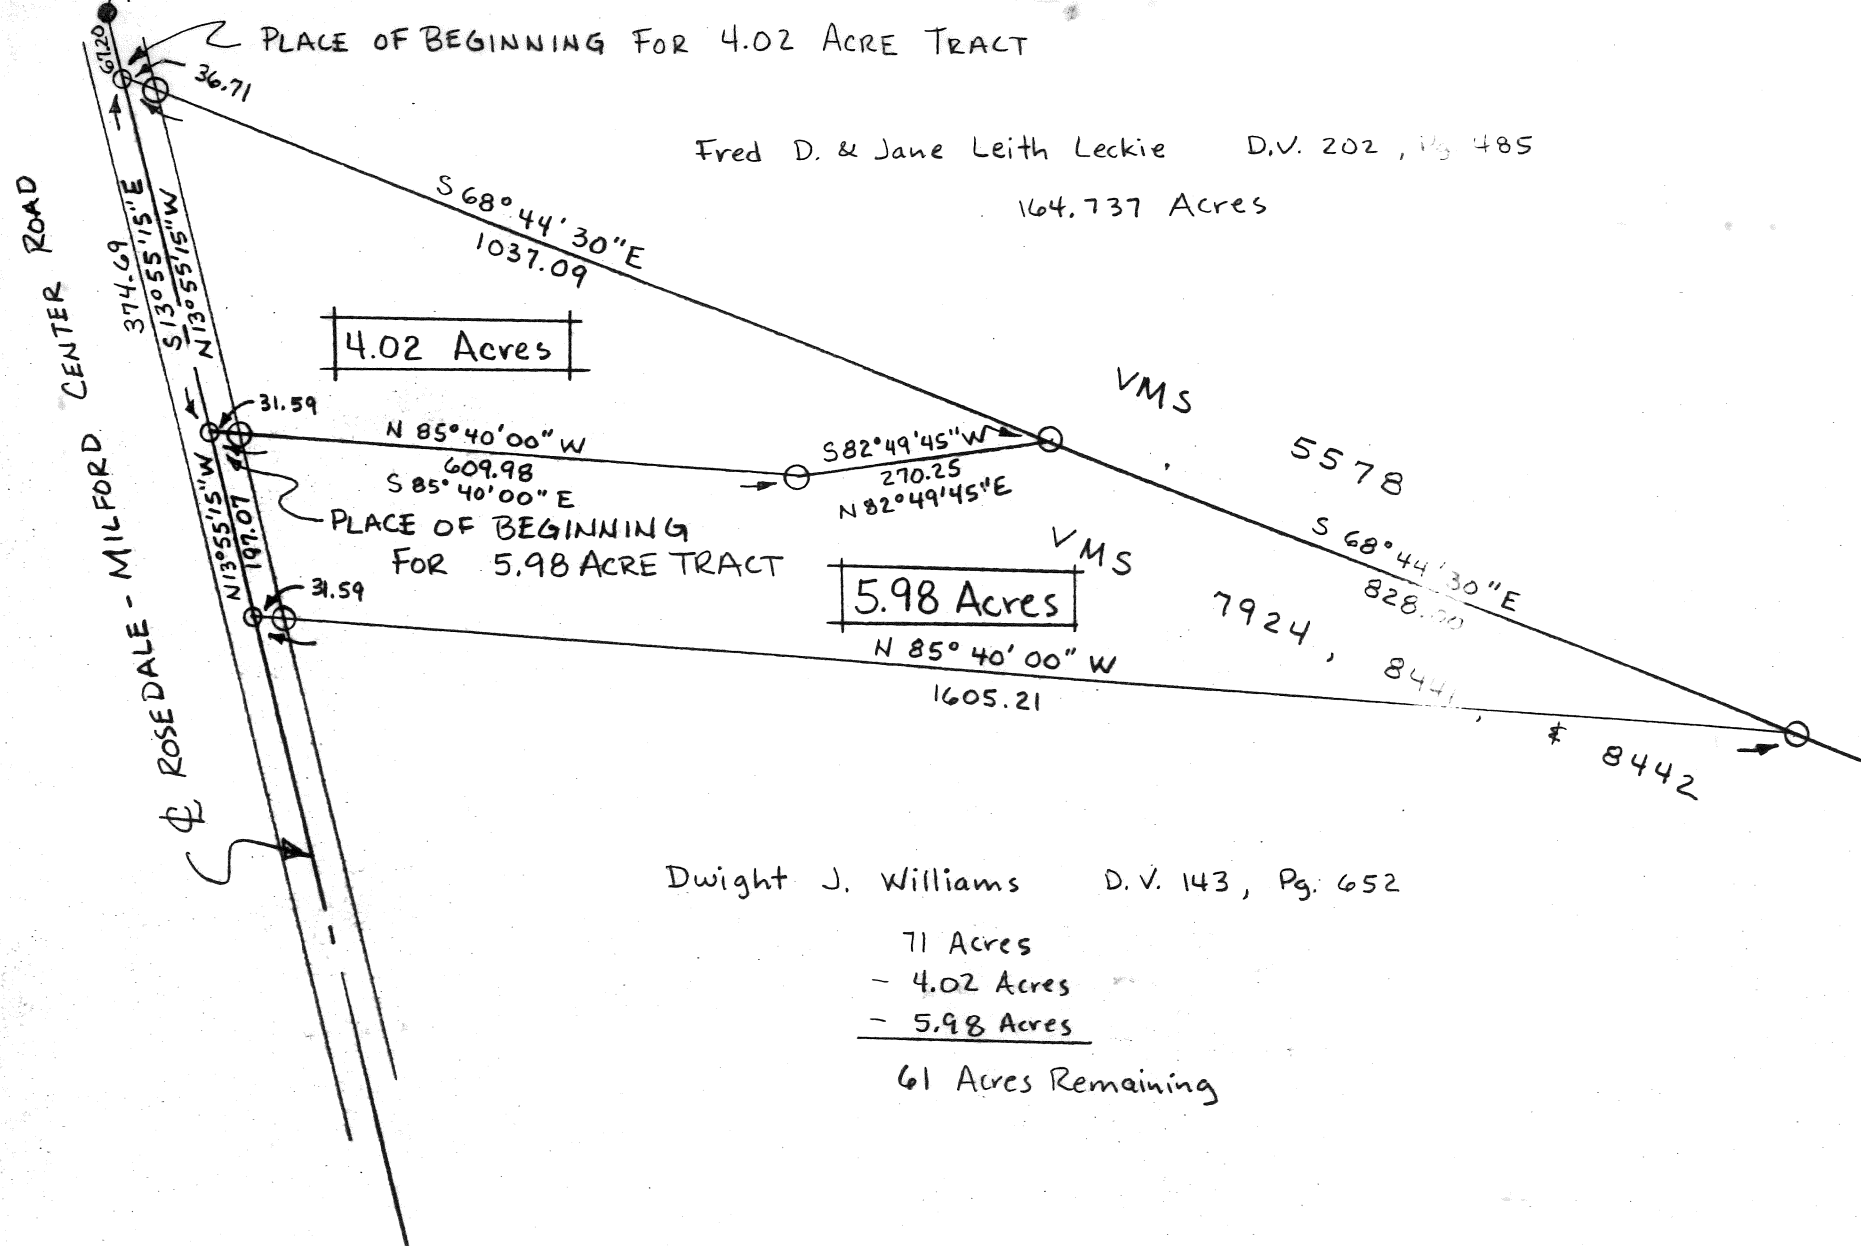 67.20
PLACE OF BEGINNING FOR 4.02 ACRE TRACT
36.71
Fred D. & Jane Leith Leckie D.V. 202, 485
164.737 Acres
S 68° 44' 30" E
1037.09
374.69
S 13° 55' 15" E
N 13° 55' 15" W
4.02 Acres
31.59
N 85° 40' 00" W
609.98
S 85° 40' 00" E
S 82° 49' 45" W
270.25
N 82° 49' 45" E
VMS
5578
PLACE OF BEGINNING
FOR 5.98 ACRE TRACT
N 13° 55' 15" W
197.07
31.59
5.98 Acres
VMS
7924, 8441, & 8442
S 68° 44' 30" E
N 85° 40' 00" W
1605.21
℄ ROSEDALE - MILFORD CENTER ROAD
Dwight J. Williams D.V. 143, Pg. 652
71 Acres
- 4.02 Acres
- 5.98 Acres
61 Acres Remaining